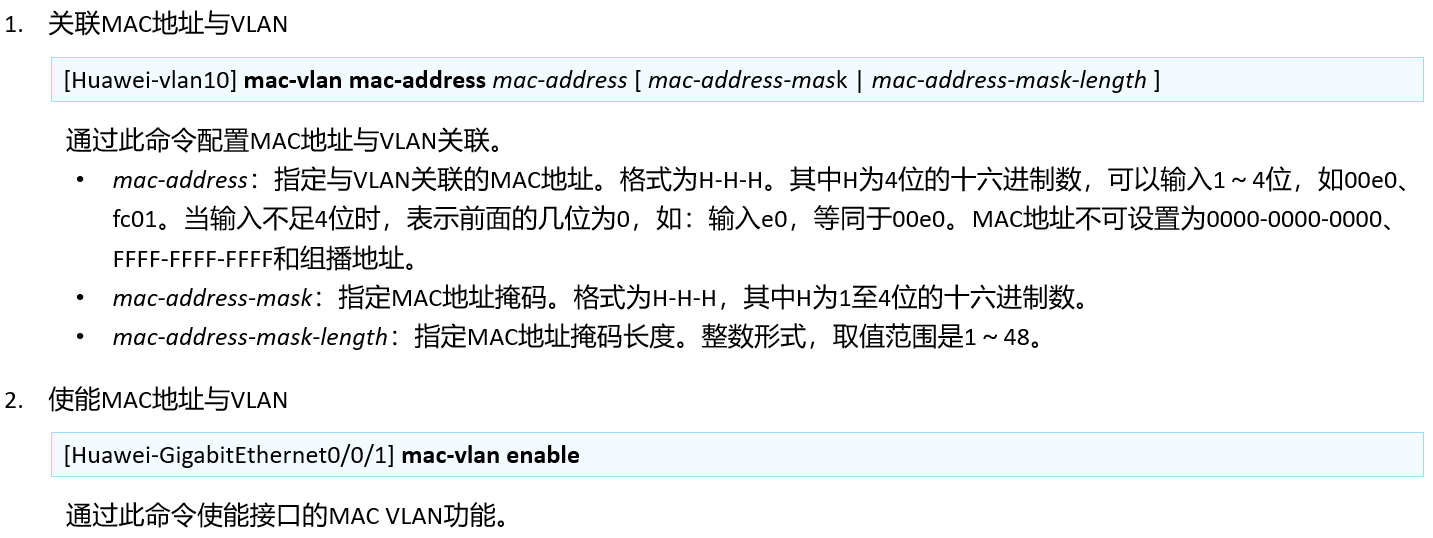 1. 关联MAC地址与VLAN
[Huawei-vlan10] mac-vlan mac-address mac-address [ mac-address-mask | mac-address-mask-length ]
通过此命令配置MAC地址与VLAN关联。
• mac-address：指定与VLAN关联的MAC地址。格式为H-H-H。其中H为4位的十六进制数，可以输入1～4位，如00e0、
fc01。当输入不足4位时，表示前面的几位为0，如：输入e0，等同于00e0。MAC地址不可设置为0000-0000-0000、
FFFF-FFFF-FFFF和组播地址。
• mac-address-mask：指定MAC地址掩码。格式为H-H-H，其中H为1至4位的十六进制数。
• mac-address-mask-length：指定MAC地址掩码长度。整数形式，取值范围是1～48。
2. 使能MAC地址与VLAN
[Huawei-GigabitEthernet0/0/1] mac-vlan enable
通过此命令使能接口的MAC VLAN功能。